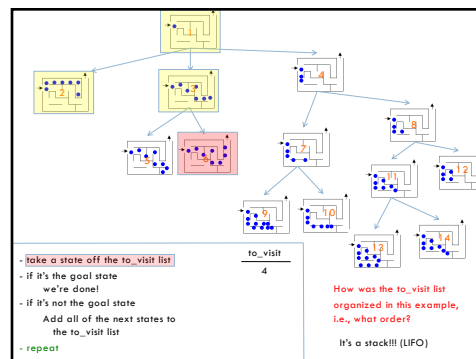 1
2
3
4
5
6
7
8
9
10
11
12
13
14
- take a state off the to_visit list
- if it's the goal state
we're done!
- if it's not the goal state
Add all of the next states to
the to_visit list
- repeat
to_visit
4
How was the to_visit list
organized in this example,
i.e., what order?
It's a stack!!! (LIFO)